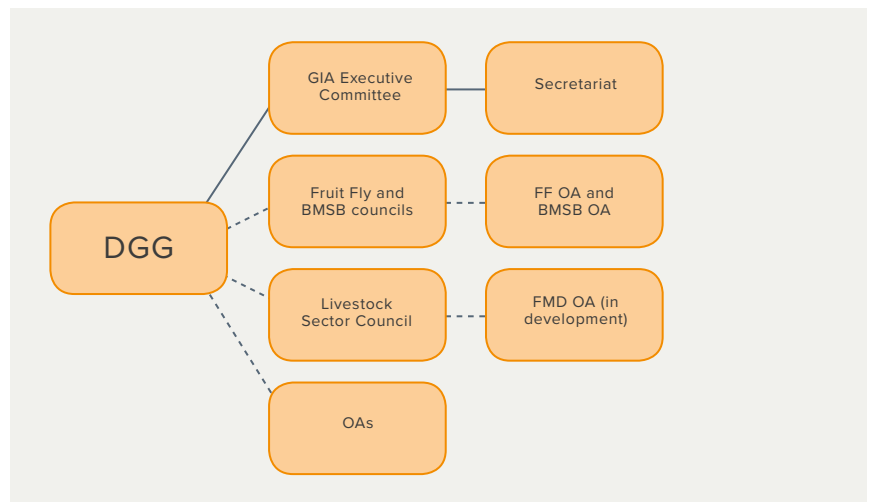 GIA Executive
Committee
Secretariat
Fruit Fly and
BMSB councils
FF OA and
BMSB OA
DGG
Livestock
Sector Council
FMD OA (in
development)
OAs